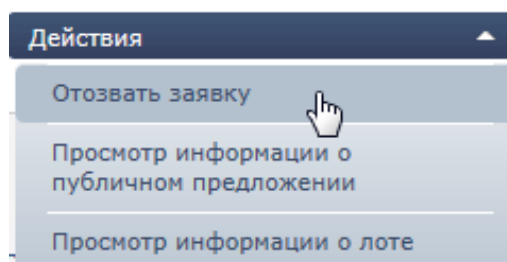 Действия
Отозвать заявку
Просмотр информации о
публичном предложении
Просмотр информации о лоте